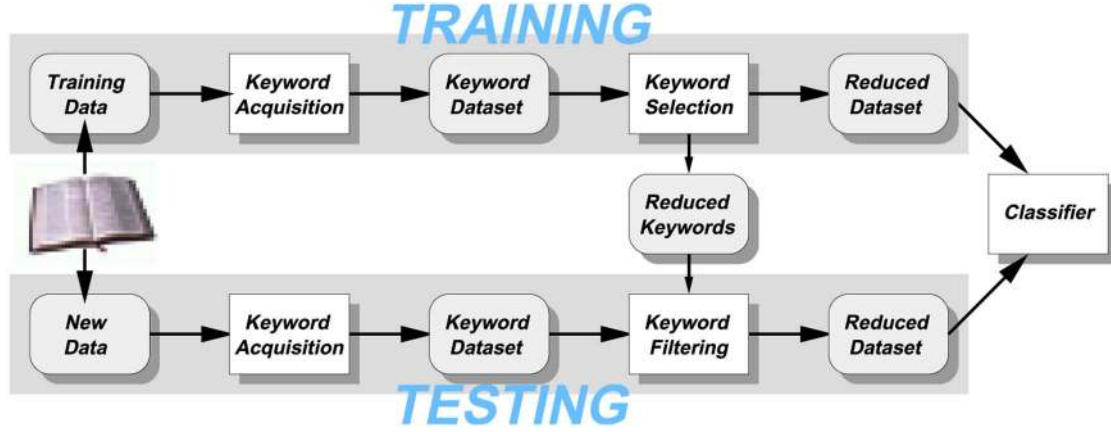 TRAINING
Training
Data
Keyword
Acquisition
Keyword
Dataset
Keyword
Selection
Reduced
Dataset
Reduced
Keywords
Classifier
New
Data
Keyword
Acquisition
Keyword
Dataset
Keyword
Filtering
Reduced
Dataset
TESTING